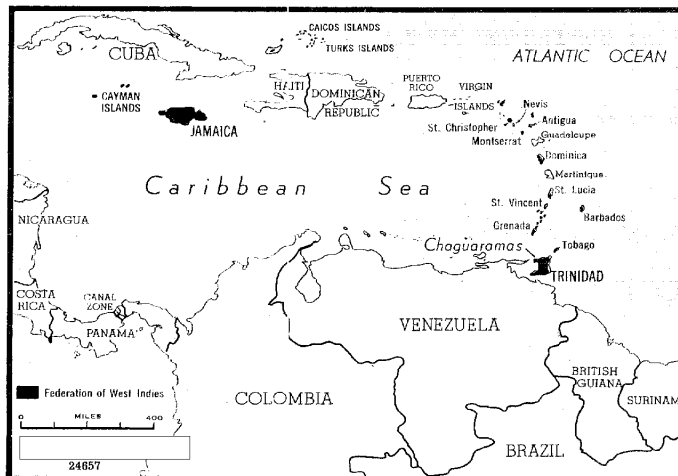 CAICOS ISLANDS
TURKS ISLANDS
CUBA
ATLANTIC OCEAN
CAYMAN
ISLANDS
HAITI
DOMINICAN
REPUBLIC
PUERTO
RICO
VIRGIN
ISLANDS
JAMAICA
Nevis
St. Christopher
Antigua
Montserrat
Guadeloupe
Dominica
Martinique
Caribbean Sea
St. Lucia
St. Vincent
Barbados
Grenada
NICARAGUA
Chaguaramas
Tobago
TRINIDAD
COSTA
RICA
CANAL
ZONE
PANAMA
VENEZUELA
BRITISH
GUIANA
SURINAM
COLOMBIA
BRAZIL
Federation of West Indies
MILES
0 400
24657